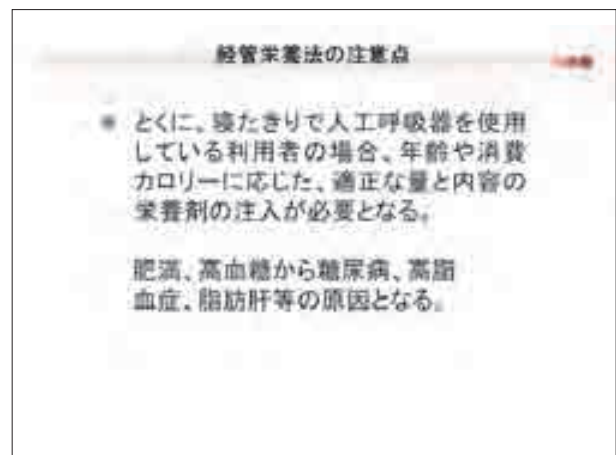 経管栄養法の注意点
とくに、寝たきりで人工呼吸器を使用
している利用者の場合、年齢や消費
カロリーに応じた、適正な量と内容の
栄養剤の注入が必要となる。
肥満、高血糖から糖尿病、高脂
血症、脂肪肝等の原因となる。